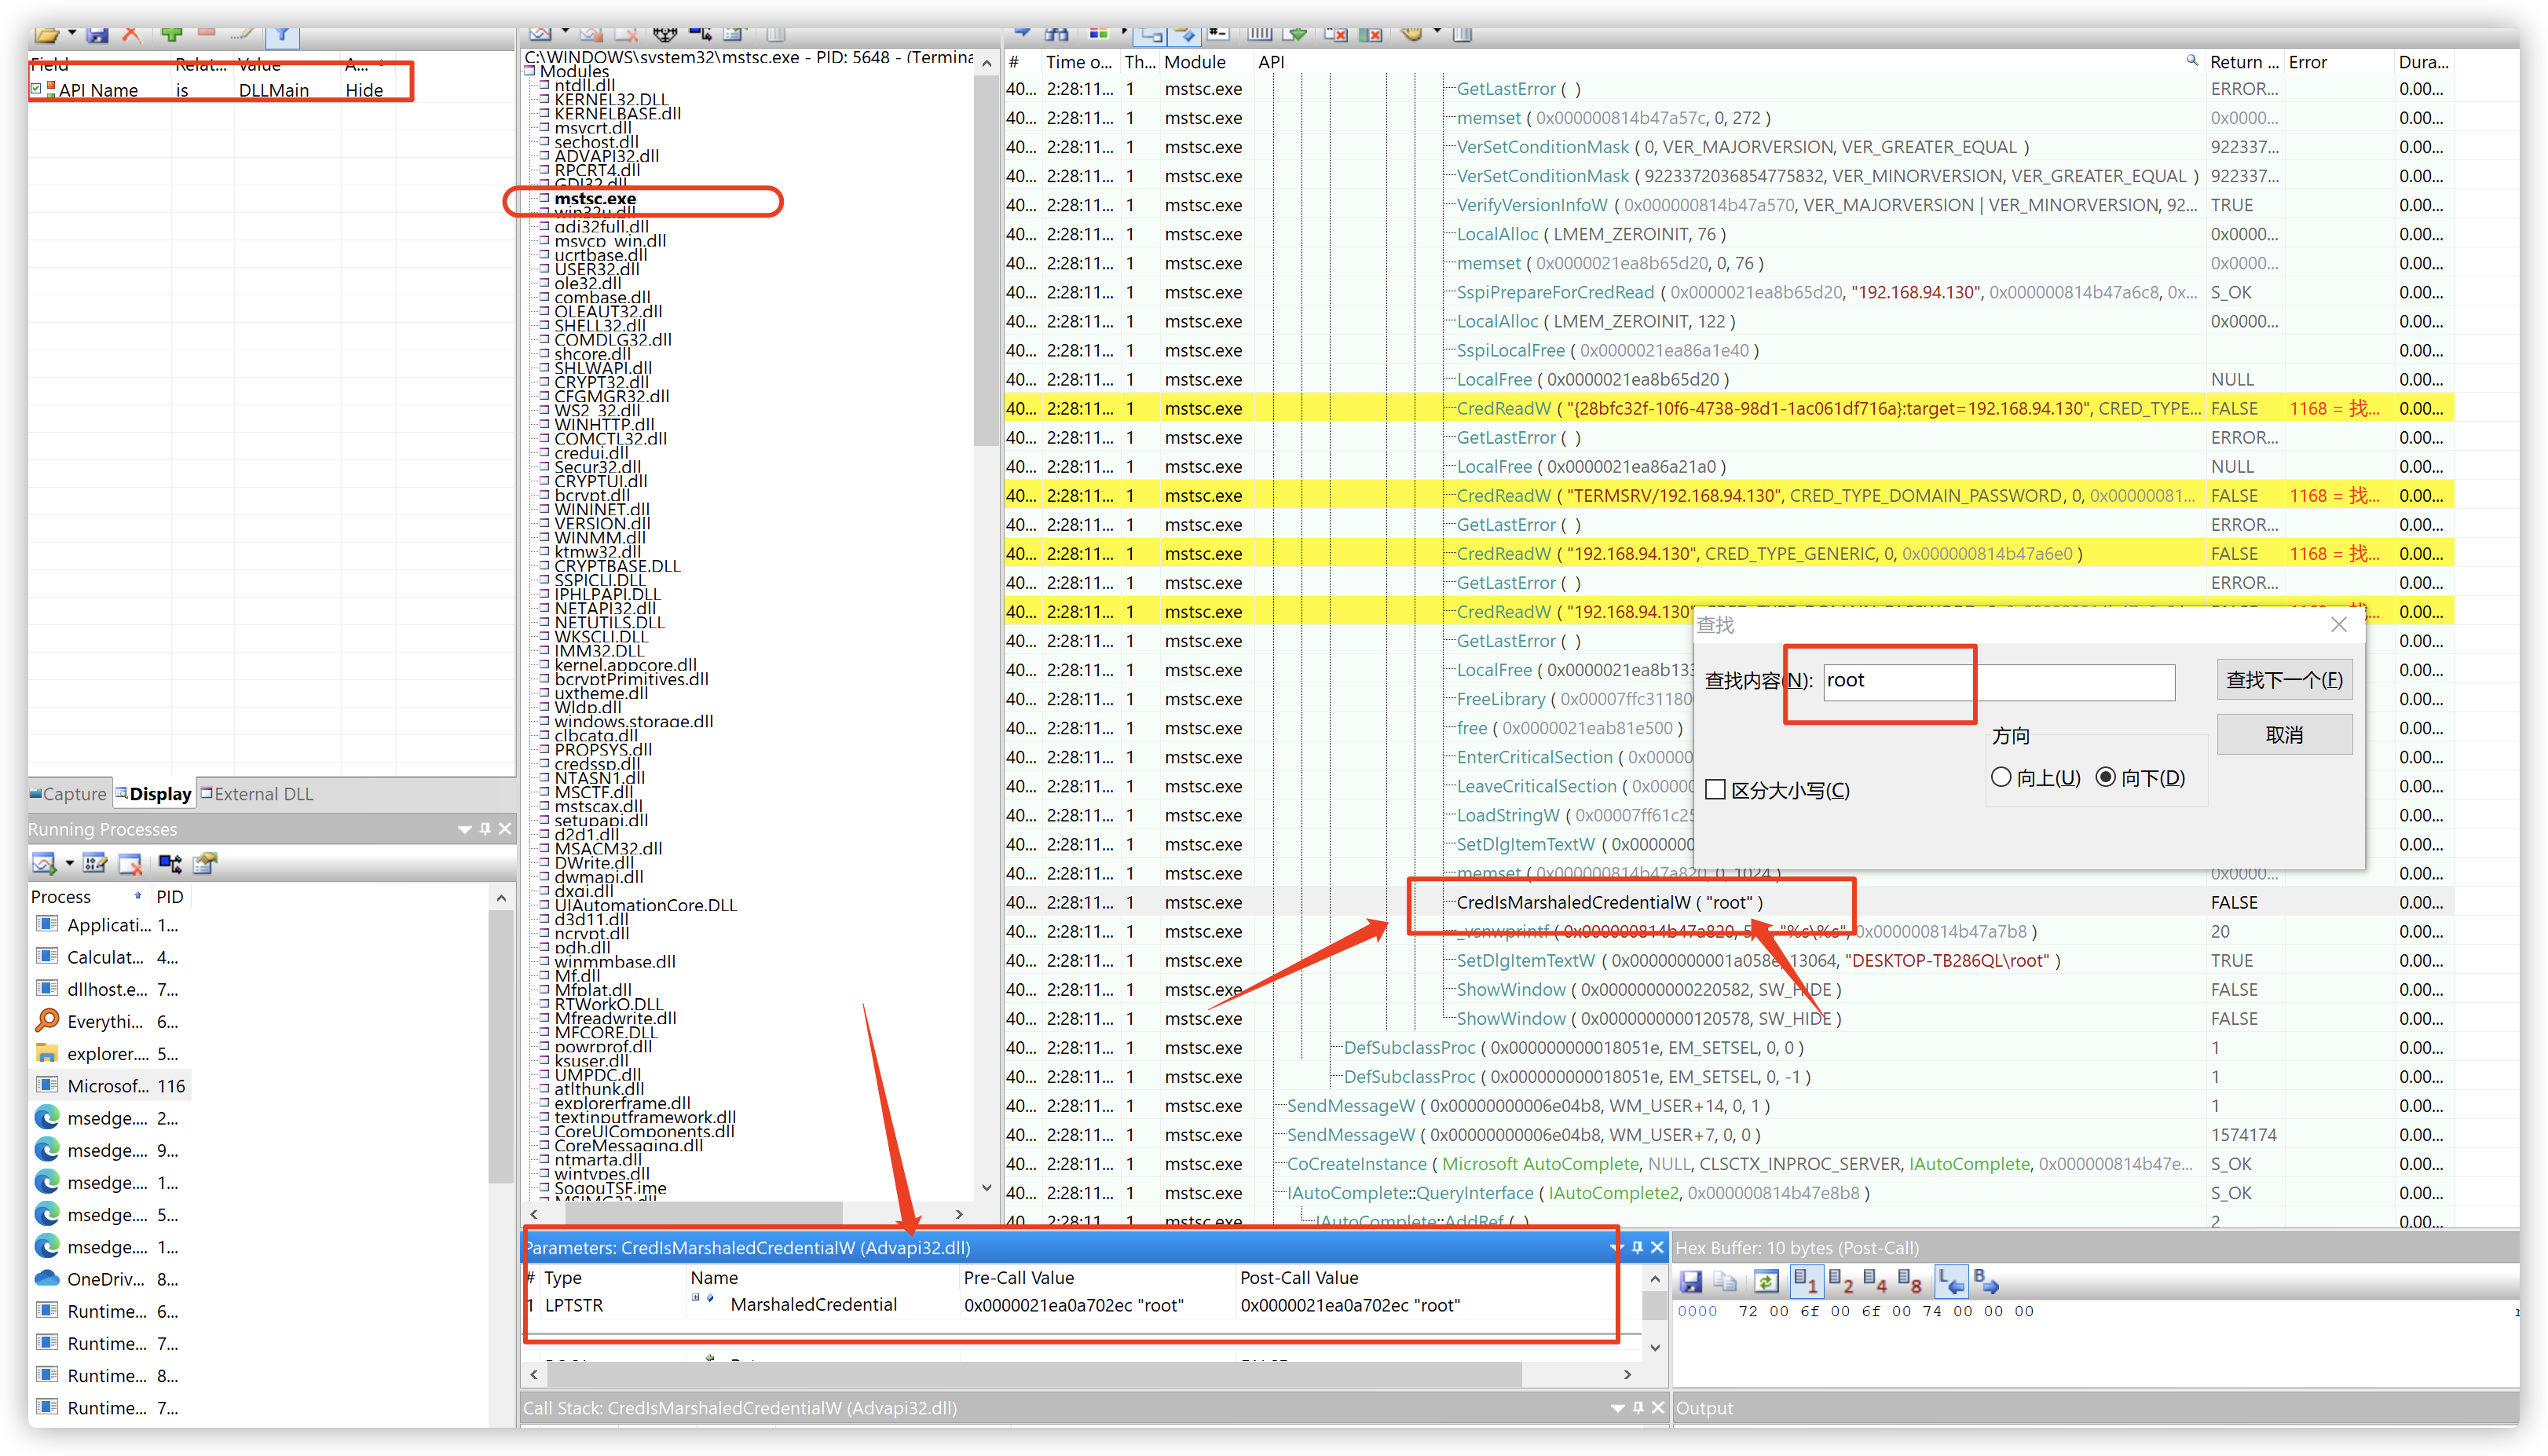 Field Relat... Value A...
API Name is DLLMain Hide
Capture Display External DLL
Running Processes
Process PID
Applicati... 1...
Calculat... 4...
dllhost.e... 7...
Everythi... 6...
explorer.... 5...
Microsof... 116
msedge.... 2...
msedge.... 9...
msedge.... 1...
msedge.... 5...
msedge.... 1...
OneDriv... 8...
Runtime... 6...
Runtime... 7...
Runtime... 8...
Runtime... 7...
C:\WINDOWS\system32\mstsc.exe - PID: 5648 - (Termina
Modules
ntdll.dll
KERNEL32.DLL
KERNELBASE.dll
msvcrt.dll
sechost.dll
ADVAPI32.dll
RPCRT4.dll
GDI32.dll
mstsc.exe
win32u.dll
gdi32full.dll
msvcp_win.dll
ucrtbase.dll
USER32.dll
ole32.dll
combase.dll
OLEAUT32.dll
SHELL32.dll
COMDLG32.dll
shcore.dll
SHLWAPI.dll
CRYPT32.dll
CFGMGR32.dll
WS2_32.dll
WINHTTP.dll
COMCTL32.dll
credui.dll
Secur32.dll
CRYPTUI.dll
bcrypt.dll
WININET.dll
VERSION.dll
WINMM.dll
ktmw32.dll
CRYPTBASE.DLL
SSPICLI.DLL
IPHLPAPI.DLL
NETAPI32.dll
NETUTILS.DLL
WKSCLI.DLL
IMM32.DLL
kernel.appcore.dll
bcryptPrimitives.dll
uxtheme.dll
Wldp.dll
windows.storage.dll
clbcatq.dll
PROPSYS.dll
credssp.dll
NTASN1.dll
MSCTF.dll
mstscax.dll
setupapi.dll
d2d1.dll
MSACM32.dll
DWrite.dll
dwmapi.dll
dxgi.dll
UIAutomationCore.DLL
d3d11.dll
ncrypt.dll
pdh.dll
winmmbase.dll
Mf.dll
Mfplat.dll
RTWorkQ.DLL
Mfreadwrite.dll
MFCORE.DLL
powrprof.dll
ksuser.dll
UMPDC.dll
atlthunk.dll
explorerframe.dll
textinputframework.dll
CoreUIComponents.dll
CoreMessaging.dll
ntmarta.dll
wintypes.dll
SogouTSF.ime
MSIMG32.dll
# Time o... Th... Module API Return ... Error Dura...
40... 2:28:11... 1 mstsc.exe GetLastError ( ) ERROR... 0.00...
40... 2:28:11... 1 mstsc.exe memset ( 0x000000814b47a57c, 0, 272 ) 0x0000... 0.00...
40... 2:28:11... 1 mstsc.exe VerSetConditionMask ( 0, VER_MAJORVERSION, VER_GREATER_EQUAL ) 922337... 0.00...
40... 2:28:11... 1 mstsc.exe VerSetConditionMask ( 9223372036854775832, VER_MINORVERSION, VER_GREATER_EQUAL ) 922337... 0.00...
40... 2:28:11... 1 mstsc.exe VerifyVersionInfoW ( 0x000000814b47a570, VER_MAJORVERSION | VER_MINORVERSION, 92... TRUE 0.00...
40... 2:28:11... 1 mstsc.exe LocalAlloc ( LMEM_ZEROINIT, 76 ) 0x0000... 0.00...
40... 2:28:11... 1 mstsc.exe memset ( 0x0000021ea8b65d20, 0, 76 ) 0x0000... 0.00...
40... 2:28:11... 1 mstsc.exe SspiPrepareForCredRead ( 0x0000021ea8b65d20, "192.168.94.130", 0x000000814b47a6c8, 0x... S_OK 0.00...
40... 2:28:11... 1 mstsc.exe LocalAlloc ( LMEM_ZEROINIT, 122 ) 0x0000... 0.00...
40... 2:28:11... 1 mstsc.exe SspiLocalFree ( 0x0000021ea86a1e40 ) 0.00...
40... 2:28:11... 1 mstsc.exe LocalFree ( 0x0000021ea8b65d20 ) NULL 0.00...
40... 2:28:11... 1 mstsc.exe CredReadW ( "{28bfc32f-10f6-4738-98d1-1ac061df716a}:target=192.168.94.130", CRED_TYPE... FALSE 1168 = 找... 0.00...
40... 2:28:11... 1 mstsc.exe GetLastError ( ) ERROR... 0.00...
40... 2:28:11... 1 mstsc.exe LocalFree ( 0x0000021ea86a21a0 ) NULL 0.00...
40... 2:28:11... 1 mstsc.exe CredReadW ( "TERMSRV/192.168.94.130", CRED_TYPE_DOMAIN_PASSWORD, 0, 0x00000081... FALSE 1168 = 找... 0.00...
40... 2:28:11... 1 mstsc.exe GetLastError ( ) ERROR... 0.00...
40... 2:28:11... 1 mstsc.exe CredReadW ( "192.168.94.130", CRED_TYPE_GENERIC, 0, 0x000000814b47a6e0 ) FALSE 1168 = 找... 0.00...
40... 2:28:11... 1 mstsc.exe GetLastError ( ) ERROR... 0.00...
40... 2:28:11... 1 mstsc.exe CredReadW ( "192.168.94.130" 0.00...
40... 2:28:11... 1 mstsc.exe GetLastError ( ) 0.00...
40... 2:28:11... 1 mstsc.exe LocalFree ( 0x0000021ea8b133 0.00...
40... 2:28:11... 1 mstsc.exe FreeLibrary ( 0x00007ffc31180 0.00...
40... 2:28:11... 1 mstsc.exe free ( 0x0000021eab81e500 ) 0.00...
40... 2:28:11... 1 mstsc.exe EnterCriticalSection ( 0x00000 0.00...
40... 2:28:11... 1 mstsc.exe LeaveCriticalSection ( 0x0000 0.00...
40... 2:28:11... 1 mstsc.exe LoadStringW ( 0x00007ff61c25 0.00...
40... 2:28:11... 1 mstsc.exe SetDlgItemTextW ( 0x0000000 0.00...
40... 2:28:11... 1 mstsc.exe memset ( 0x000000814b47a820, 0, 1024 ) 0x0000... 0.00...
40... 2:28:11... 1 mstsc.exe CredIsMarshaledCredentialW ( "root" ) FALSE 0.00...
40... 2:28:11... 1 mstsc.exe _vsnwprintf ( 0x000000814b47a820, "%s\%s", 0x000000814b47a7b8 ) 20 0.00...
40... 2:28:11... 1 mstsc.exe SetDlgItemTextW ( 0x00000000001a058e, 13064, "DESKTOP-TB286QL\root" ) TRUE 0.00...
40... 2:28:11... 1 mstsc.exe ShowWindow ( 0x0000000000220582, SW_HIDE ) FALSE 0.00...
40... 2:28:11... 1 mstsc.exe ShowWindow ( 0x0000000000120578, SW_HIDE ) FALSE 0.00...
40... 2:28:11... 1 mstsc.exe DefSubclassProc ( 0x000000000018051e, EM_SETSEL, 0, 0 ) 1 0.00...
40... 2:28:11... 1 mstsc.exe DefSubclassProc ( 0x000000000018051e, EM_SETSEL, 0, -1 ) 1 0.00...
40... 2:28:11... 1 mstsc.exe SendMessageW ( 0x00000000006e04b8, WM_USER+14, 0, 1 ) 1 0.00...
40... 2:28:11... 1 mstsc.exe SendMessageW ( 0x00000000006e04b8, WM_USER+7, 0, 0 ) 1574174 0.00...
40... 2:28:11... 1 mstsc.exe CoCreateInstance ( Microsoft AutoComplete, NULL, CLSCTX_INPROC_SERVER, IAutoComplete, 0x000000814b47e... S_OK 0.00...
40... 2:28:11... 1 mstsc.exe IAutoComplete::QueryInterface ( IAutoComplete2, 0x000000814b47e8b8 ) S_OK 0.00...
40... 2:28:11... 1 mstsc.exe IAutoComplete::AddRef ( ) 2 0.00...
查找
查找内容(N): root 查找下一个(F)
方向 取消
向上(U) 向下(D)
区分大小写(C)
Parameters: CredIsMarshaledCredentialW (Advapi32.dll)
# Type Name Pre-Call Value Post-Call Value
1 LPTSTR MarshaledCredential 0x0000021ea0a702ec "root" 0x0000021ea0a702ec "root"
Call Stack: CredIsMarshaledCredentialW (Advapi32.dll)
Hex Buffer: 10 bytes (Post-Call)
1 2 4 8 L B
0000 72 00 6f 00 6f 00 74 00 00 00
Output